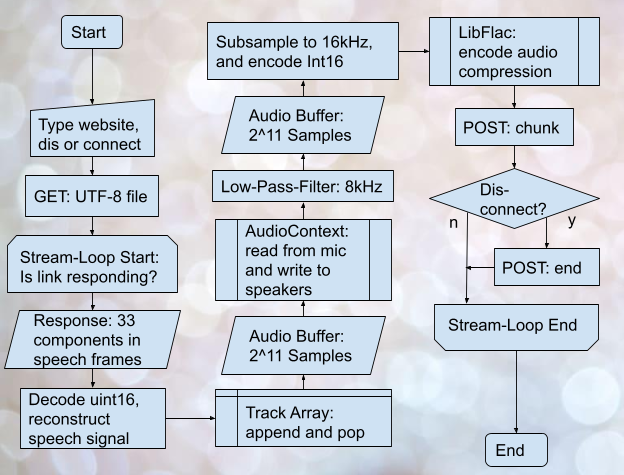 Start
Type website,
dis or connect
GET: UTF-8 file
Stream-Loop Start:
Is link responding?
Response: 33
components in
speech frames
Decode uint16,
reconstruct
speech signal
Track Array:
append and pop
Audio Buffer:
2^11 Samples
AudioContext:
read from mic
and write to
speakers
Low-Pass-Filter: 8kHz
Audio Buffer:
2^11 Samples
Subsample to 16kHz,
and encode Int16
LibFlac:
encode audio
compression
POST: chunk
Dis-
connect?
n
y
POST: end
Stream-Loop End
End